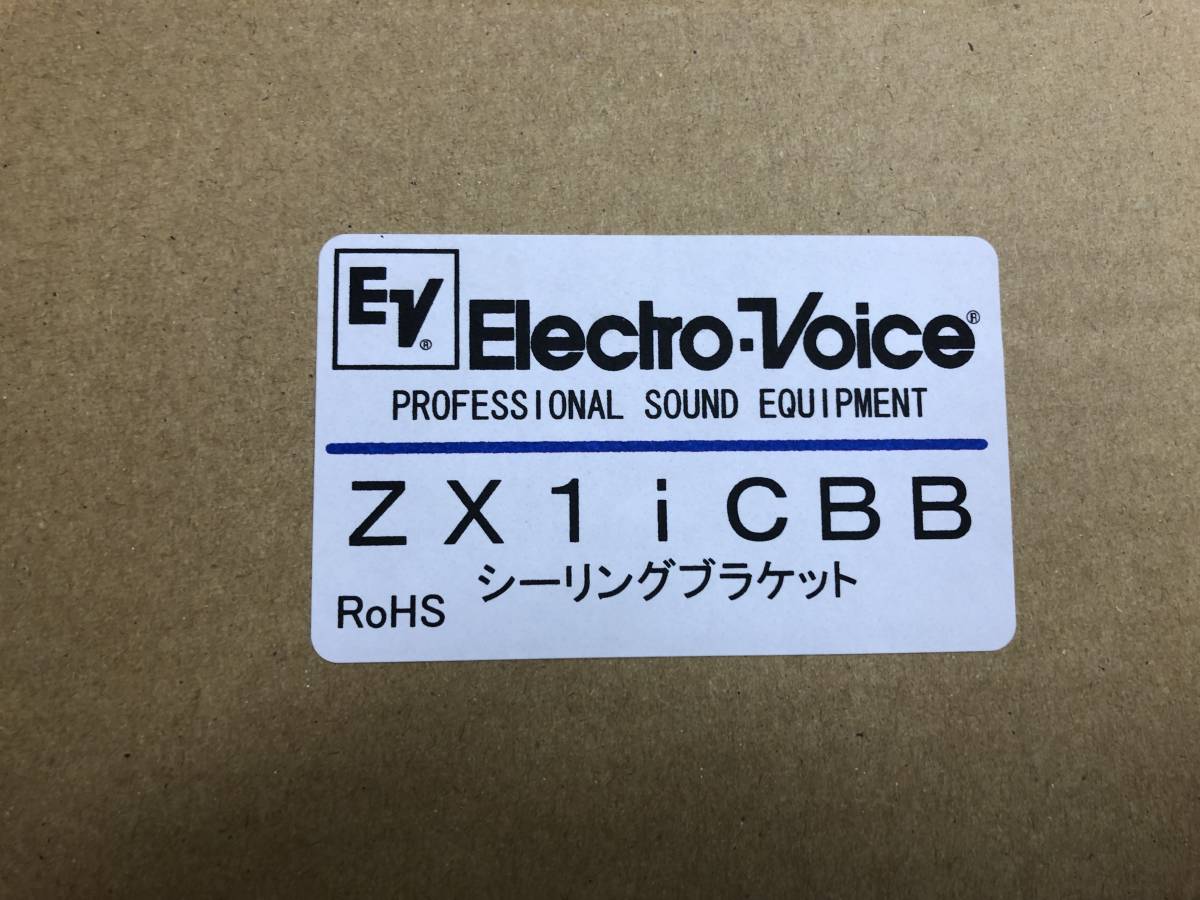 EV®
Electro-Voice®
PROFESSIONAL SOUND EQUIPMENT
ZX1iCBB
シーリングブラケット
RoHS